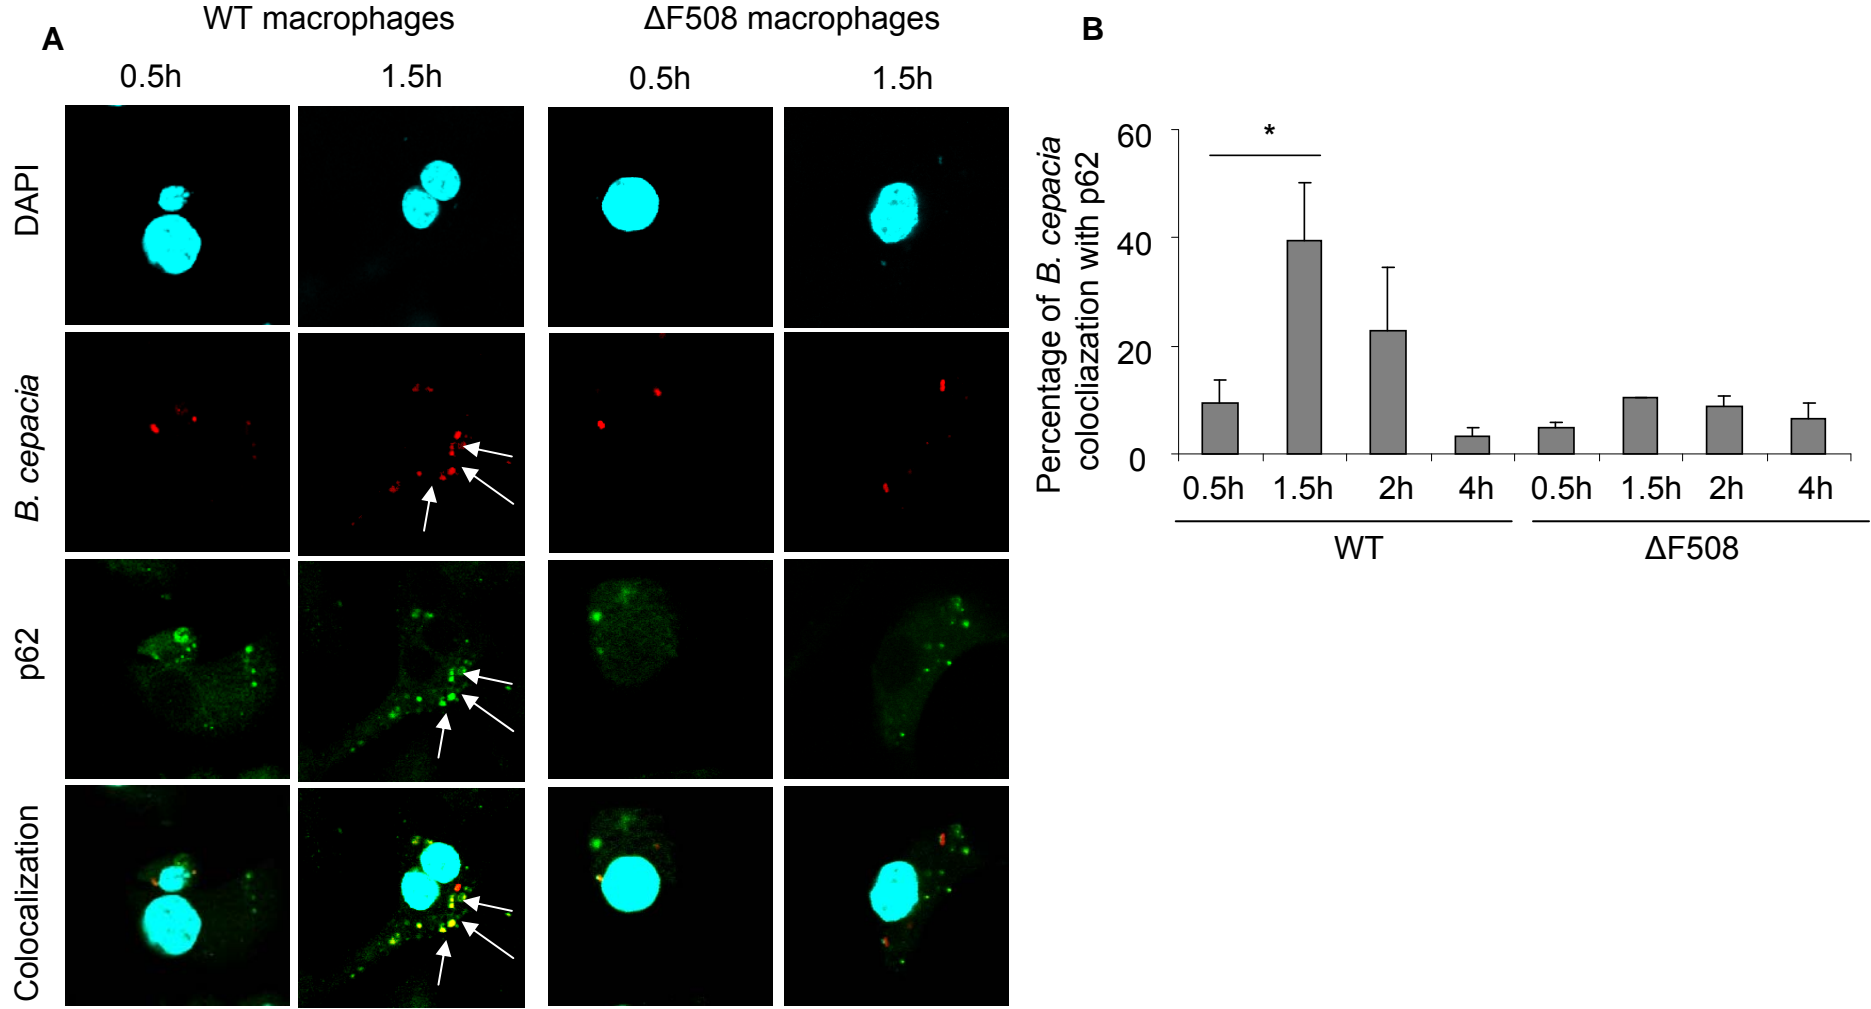 A
WT macrophages
ΔF508 macrophages
0.5h
1.5h
0.5h
1.5h
DAPI
B. cepacia
p62
Colocalization
B
Percentage of B. cepacia
colocliazation with p62
60
40
20
0
*
0.5h
1.5h
2h
4h
0.5h
1.5h
2h
4h
WT
ΔF508